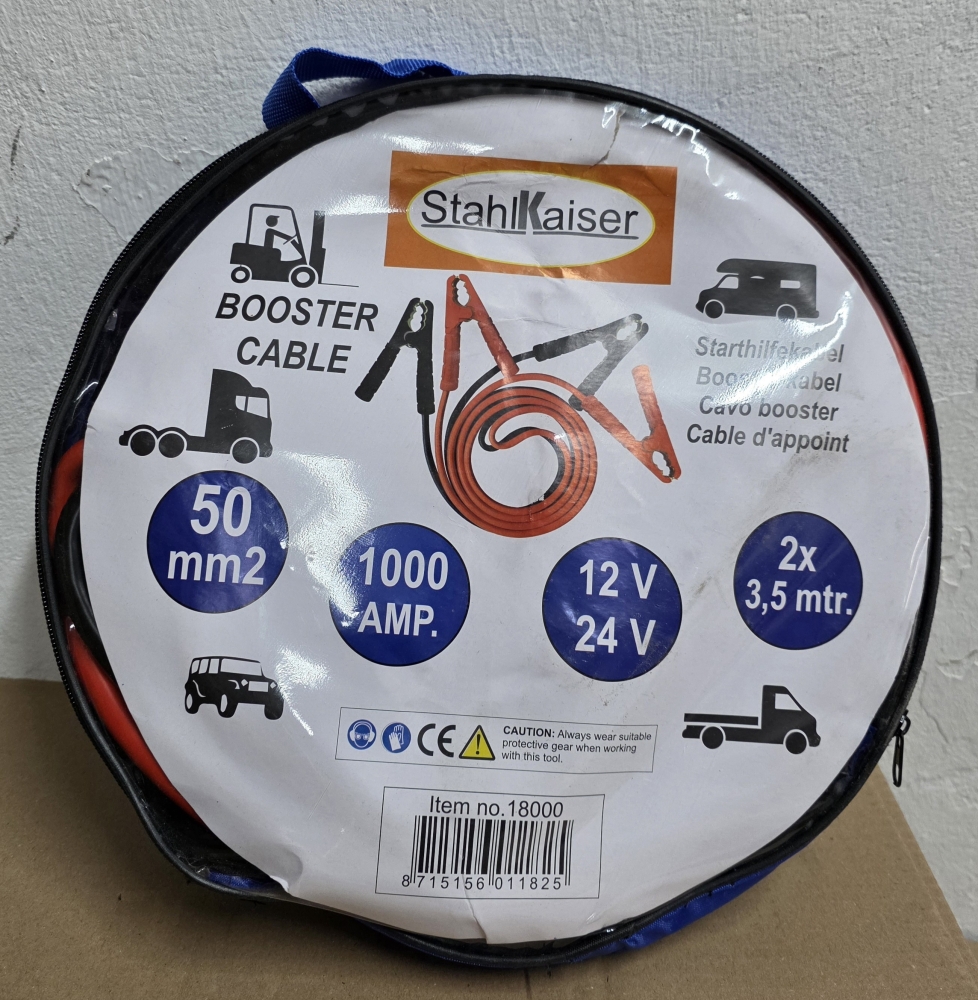 StahlKaiser
BOOSTER
CABLE
Starthilfekabel
Cavo booster
Cable d'appoint
50
mm2
1000
AMP.
12 V
24 V
2x
3,5 mtr.
CE
CAUTION: Always wear suitable
protective gear when working
with this tool.
Item no.18000
8 715156 011825